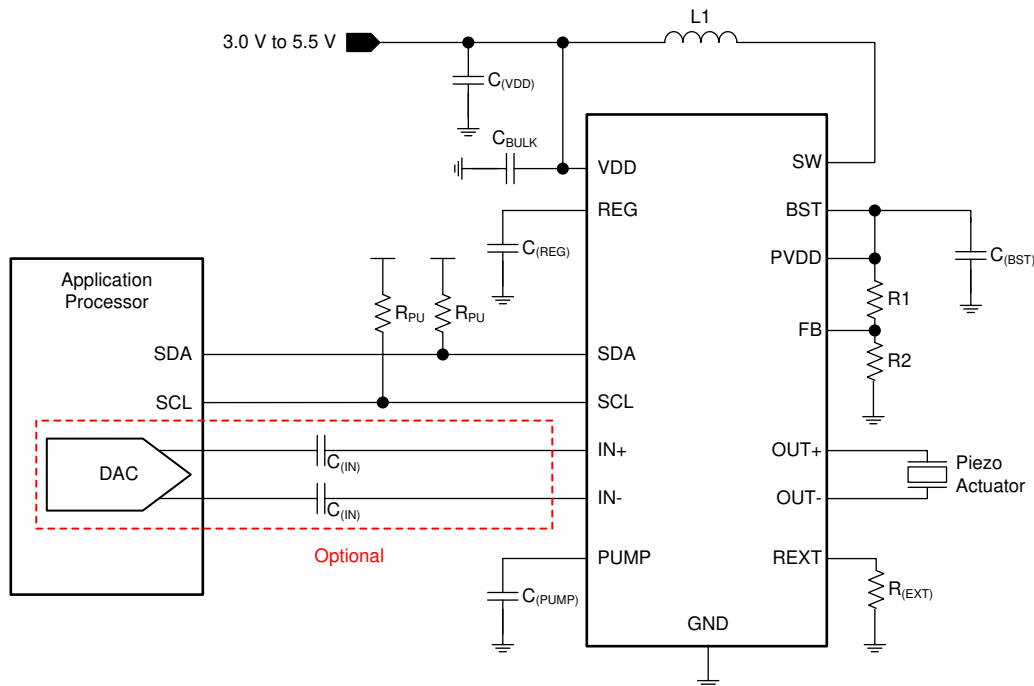 L1
3.0 V to 5.5 V
C(VDD)
CBULK
VDD
SW
REG
BST
C(REG)
PVDD
C(BST)
Application
Processor
RPU
RPU
R1
FB
SDA
SDA
R2
SCL
SCL
DAC
C(IN)
IN+
OUT+
Piezo
Actuator
C(IN)
IN-
OUT-
Optional
PUMP
REXT
C(PUMP)
R(EXT)
GND